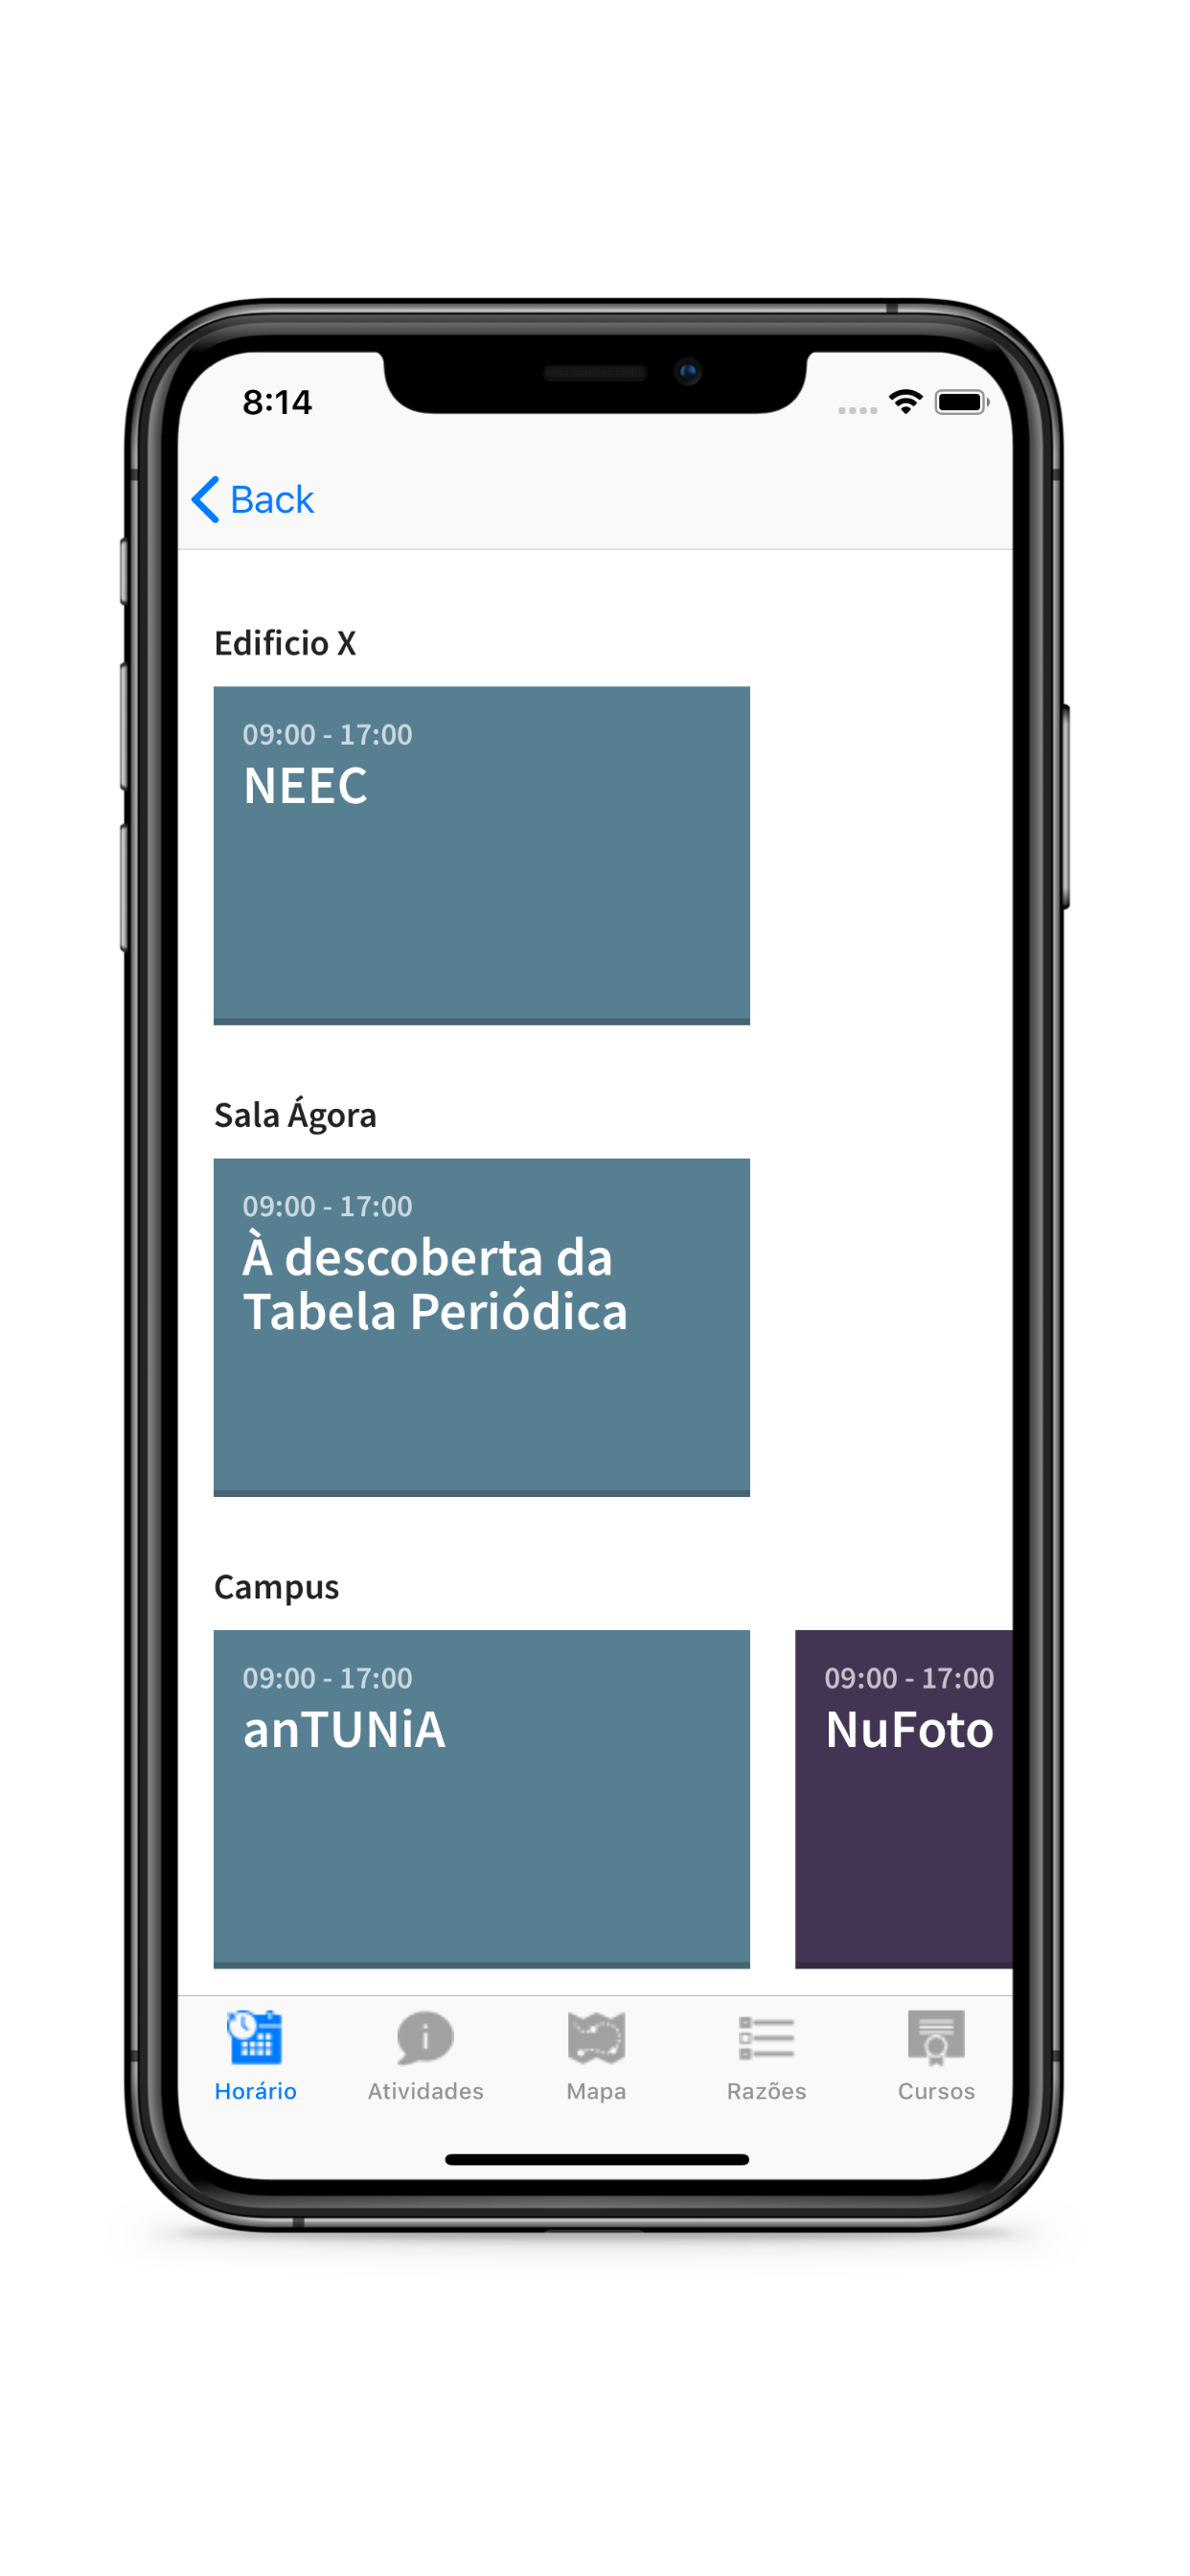 8:14
Back
Edificio X
09:00 - 17:00
NEEC
Sala Ágora
09:00 - 17:00
À descoberta da
Tabela Periódica
Campus
09:00 - 17:00
anTUNiA
09:00 - 17:00
NuFoto
Horário
Atividades
Mapa
Razões
Cursos